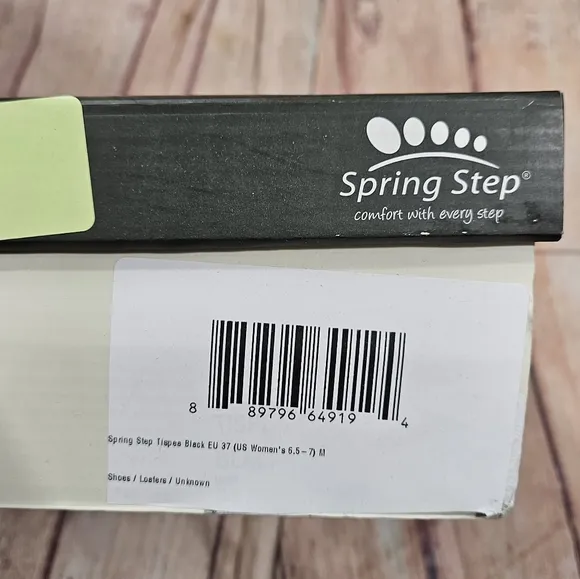 Spring Step®
comfort with every step
8 89796 64919 4
Spring Step Tispea Black EU 37 (US Women's 6.5-7) M
Shoes / Loafers / Unknown